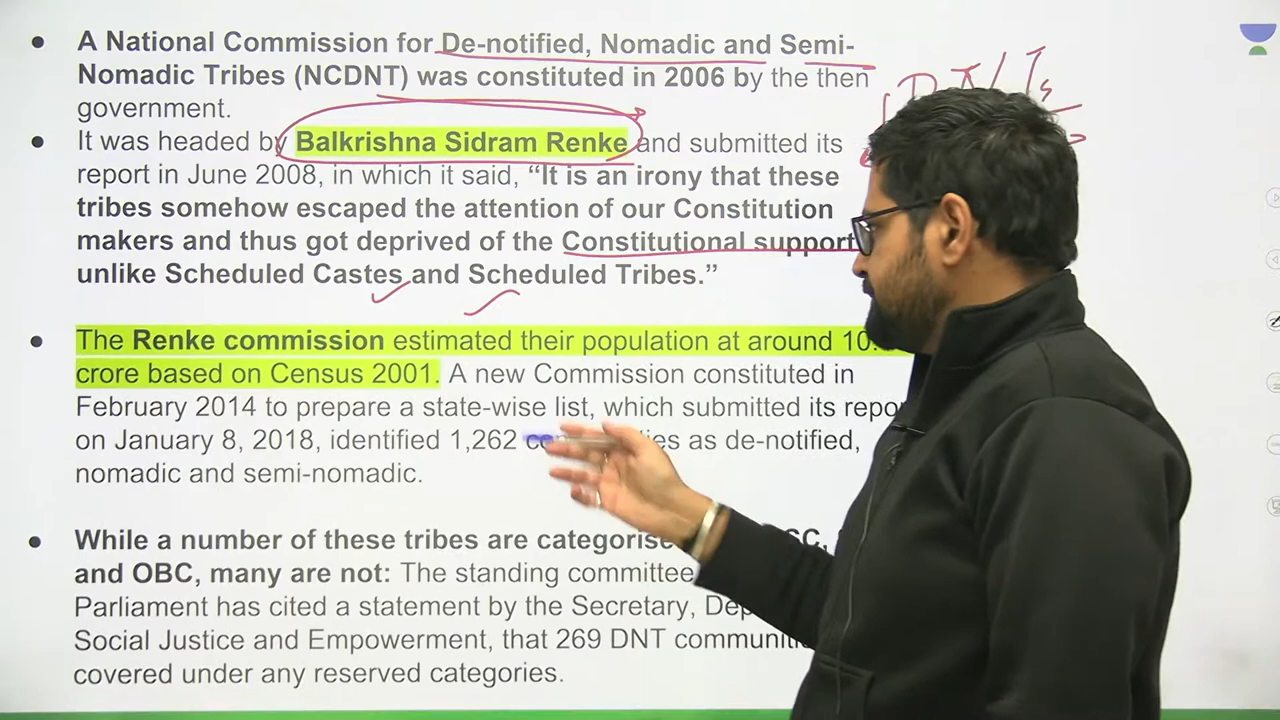 A National Commission for De-notified, Nomadic and Semi-
Nomadic Tribes (NCDNT) was constituted in 2006 by the then
government.
It was headed by Balkrishna Sidram Renke and submitted its
report in June 2008, in which it said, “It is an irony that these
tribes somehow escaped the attention of our Constitution
makers and thus got deprived of the Constitutional support
unlike Scheduled Castes and Scheduled Tribes.”
The Renke commission estimated their population at around 10.
crore based on Census 2001. A new Commission constituted in
February 2014 to prepare a state-wise list, which submitted its
on January 8, 2018, identified 1,262 as de-notified,
nomadic and semi-nomadic.
While a number of these tribes are
and OBC, many are not: The standing committee
Parliament has cited a statement by the Secretary,
Social Justice and Empowerment, that 269 DNT
covered under any reserved categories.